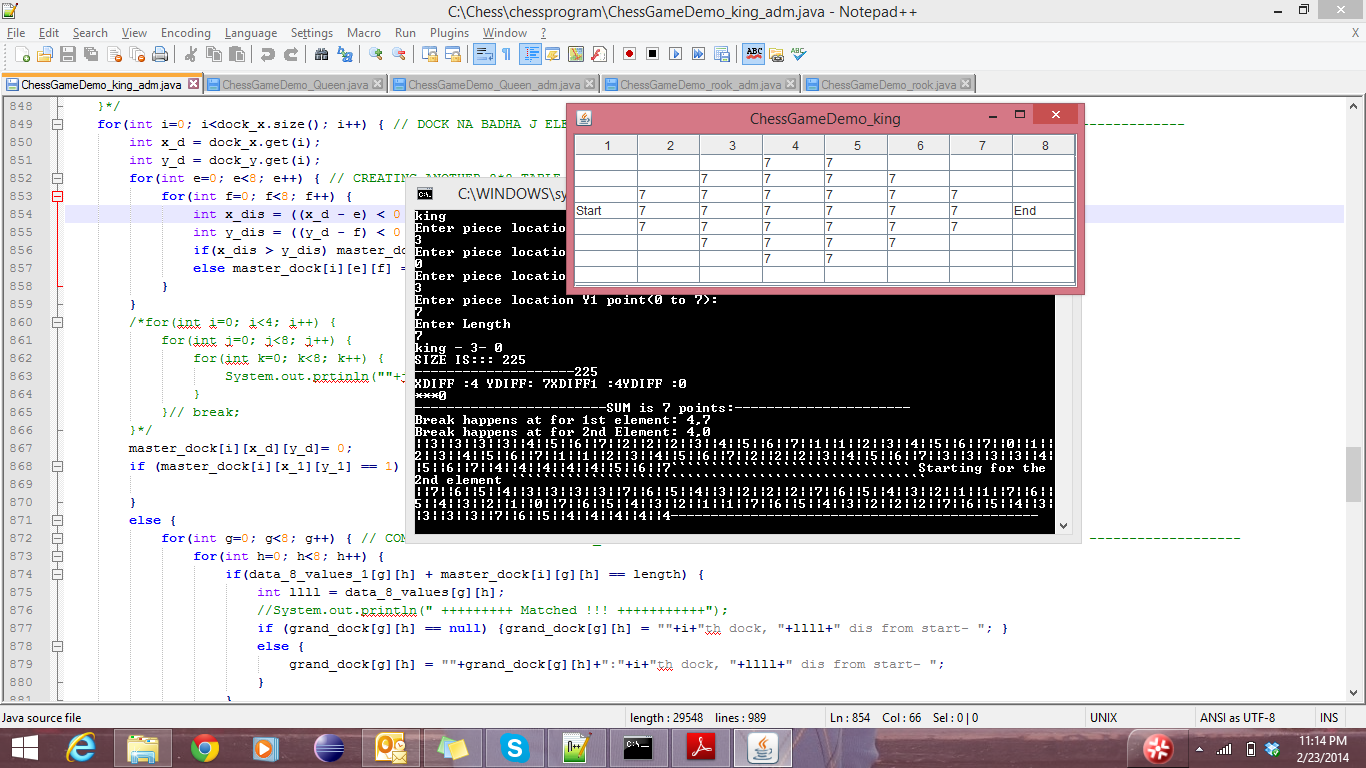 C:\Chess\chessprogram\ChessGameDemo_king_adm.java - Notepad++
File Edit Search View Encoding Language Settings Macro Run Plugins Window ?
X
ChessGameDemo_king_adm.java ChessGameDemo_Queen.java ChessGameDemo_Queen_adm.java ChessGameDemo_rook_adm.java ChessGameDemo_rook.java
848 }*/
849 for(int i=0; i<dock_x.size(); i++) { // DOCK NA BADHA J ELE
850 int x_d = dock_x.get(i);
851 int y_d = dock_y.get(i);
852 for(int e=0; e<8; e++) { // CREATING ANOTHER 8*8 TABLE
853 for(int f=0; f<8; f++) {
854 int x_dis = ((x_d - e) < 0
855 int y_dis = ((y_d - f) < 0
856 if(x_dis > y_dis) master_do
857 else master_dock[i][e][f] =
858 }
859 }
860 /*for(int i=0; i<4; i++) {
861 for(int j=0; j<8; j++) {
862 for(int k=0; k<8; k++) {
863 System.out.prtinln(""+j
864 }
865 }// break;
866 }*/
867 master_dock[i][x_d][y_d]= 0;
868 if (master_dock[i][x_1][y_1] == 1)
869
870 }
871 else {
872 for(int g=0; g<8; g++) { // COM
873 for(int h=0; h<8; h++) {
874 if(data_8_values_1[g][h] + master_dock[i][g][h] == length) {
875 int llll = data_8_values[g][h];
876 //System.out.println(" +++++++++ Matched !!! +++++++++++");
877 if (grand_dock[g][h] == null) {grand_dock[g][h] = ""+i+"th dock, "+llll+" dis from start- "; }
878 else {
879 grand_dock[g][h] = ""+grand_dock[g][h]+":"+i+"th dock, "+llll+" dis from start- ";
880 }
881 }
ChessGameDemo_king
1 2 3 4 5 6 7 8
7 7
7 7 7 7
7 7 7 7 7 7
Start 7 7 7 7 7 7 End
7 7 7 7 7 7
7 7 7 7
7 7
C:\WINDOWS\sy
king
Enter piece locatio
3
Enter piece locatio
0
Enter piece locatio
3
Enter piece location Y1 point(0 to 7):
7
Enter Length
7
king - 3- 0
SIZE IS::: 225
--------------------225
XDIFF :4 YDIFF: 7XDIFF1 :4YDIFF :0
***0
------------------------SUM is 7 points:----------------------
Break happens at for 1st element: 4,7
Break happens at for 2nd Element: 4,0
||3||3||3||3||4||5||6||7||2||2||2||3||4||5||6||7||1||1||2||3||4||5||6||7||0||1||
2||3||4||5||6||7||1||1||2||3||4||5||6||7||2||2||2||3||4||5||6||7||3||3||3||3||4|
|5||6||7||4||4||4||4||4||5||6||7`````````````````````````````` Starting for the
2nd element
||7||6||5||4||3||3||3||3||7||6||5||4||3||2||2||2||7||6||5||4||3||2||1||1||7||6||
5||4||3||2||1||0||7||6||5||4||3||2||1||1||7||6||5||4||3||2||2||2||7||6||5||4||3|
|3||3||3||7||6||5||4||4||4||4||4----------------------------------------------
Java source file length : 29548 lines : 989 Ln : 854 Col : 66 Sel : 0 | 0 UNIX ANSI as UTF-8 INS
11:14 PM
2/23/2014